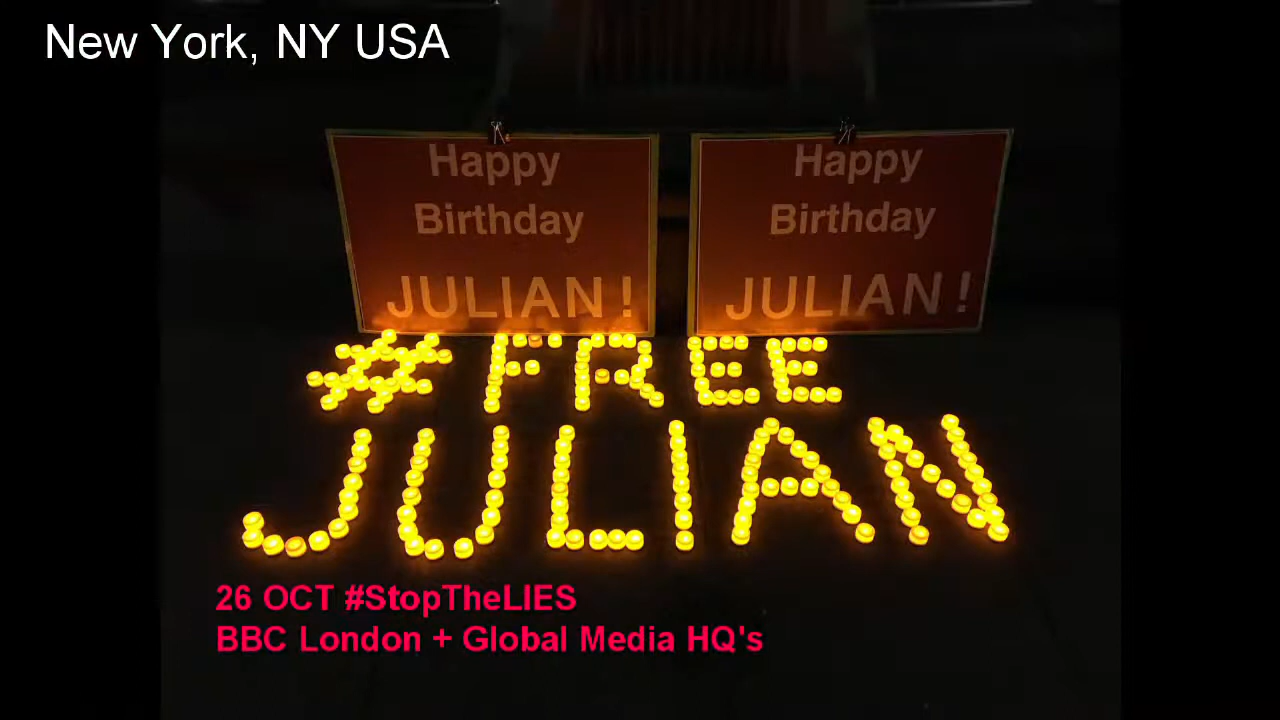 New York, NY USA
Happy
Birthday
JULIAN!
Happy
Birthday
JULIAN!
#FREE
JULIAN
26 OCT #StopTheLIES
BBC London + Global Media HQ's